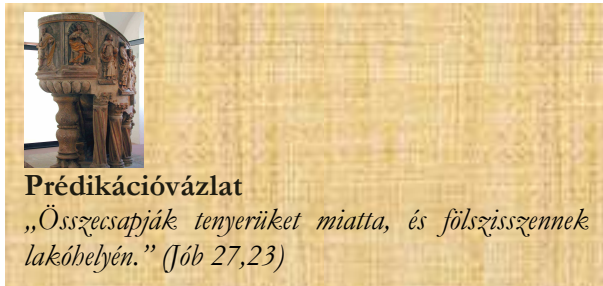 Prédikációvázlat
„Összecsapják tenyerüket miatta, és fölszisszennek
lakóhelyén.” (Jób 27,23)